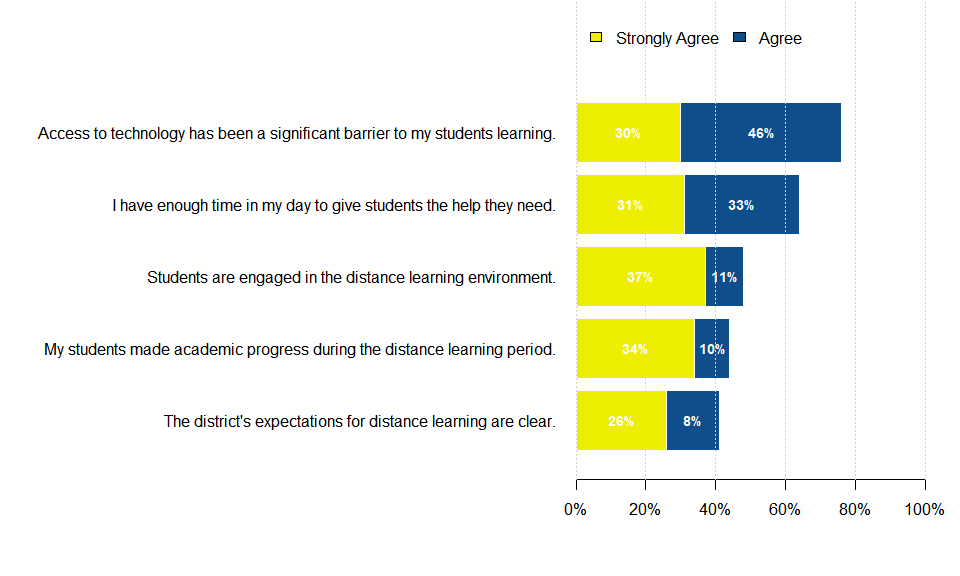 Strongly Agree Agree
Access to technology has been a significant barrier to my students learning. 30% 46%
I have enough time in my day to give students the help they need. 31% 33%
Students are engaged in the distance learning environment. 37% 11%
My students made academic progress during the distance learning period. 34% 10%
The district's expectations for distance learning are clear. 26% 8%
0% 20% 40% 60% 80% 100%